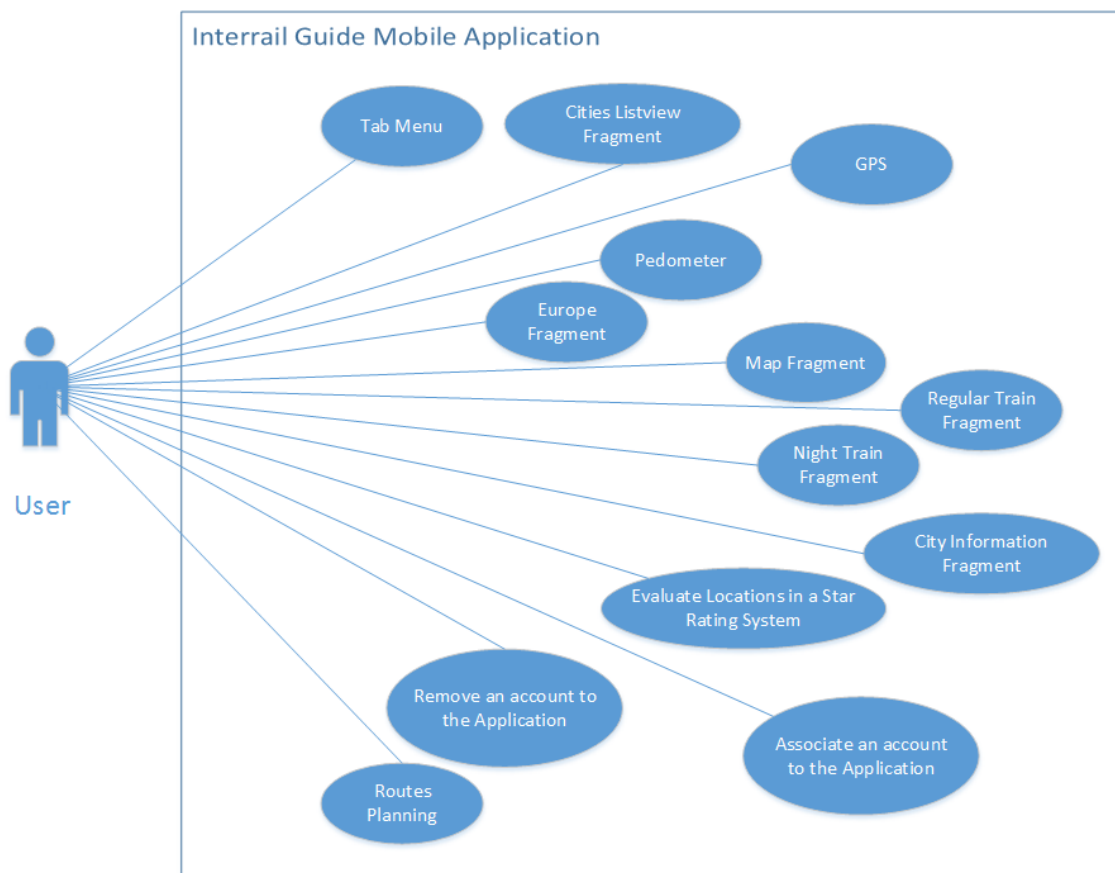 Interrail Guide Mobile Application
Tab Menu
Cities Listview
Fragment
GPS
Pedometer
Europe
Fragment
Map Fragment
Regular Train
Fragment
Night Train
Fragment
User
City Information
Fragment
Evaluate Locations in a Star
Rating System
Remove an account to
the Application
Associate an account
to the Application
Routes
Planning